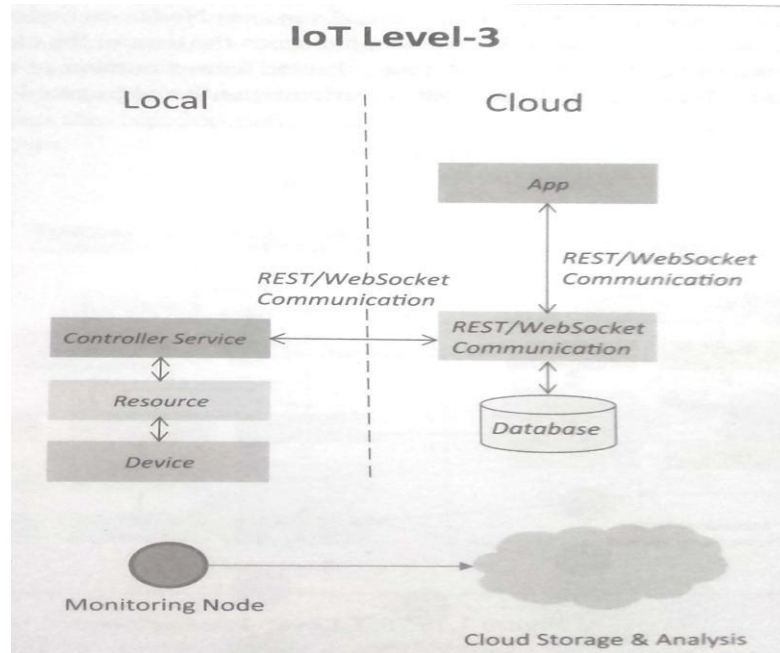 IoT Level-3
Local
Cloud
App
REST/WebSocket
Communication
REST/WebSocket
Communication
Controller Service
REST/WebSocket
Communication
Resource
Database
Device
Monitoring Node
Cloud Storage & Analysis